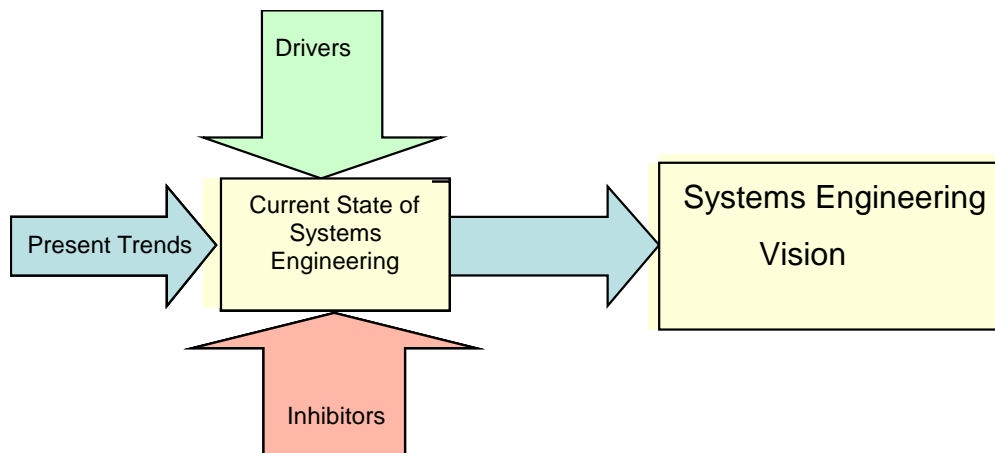 Drivers
Present Trends
Current State of
Systems
Engineering
Systems Engineering
Vision
Inhibitors